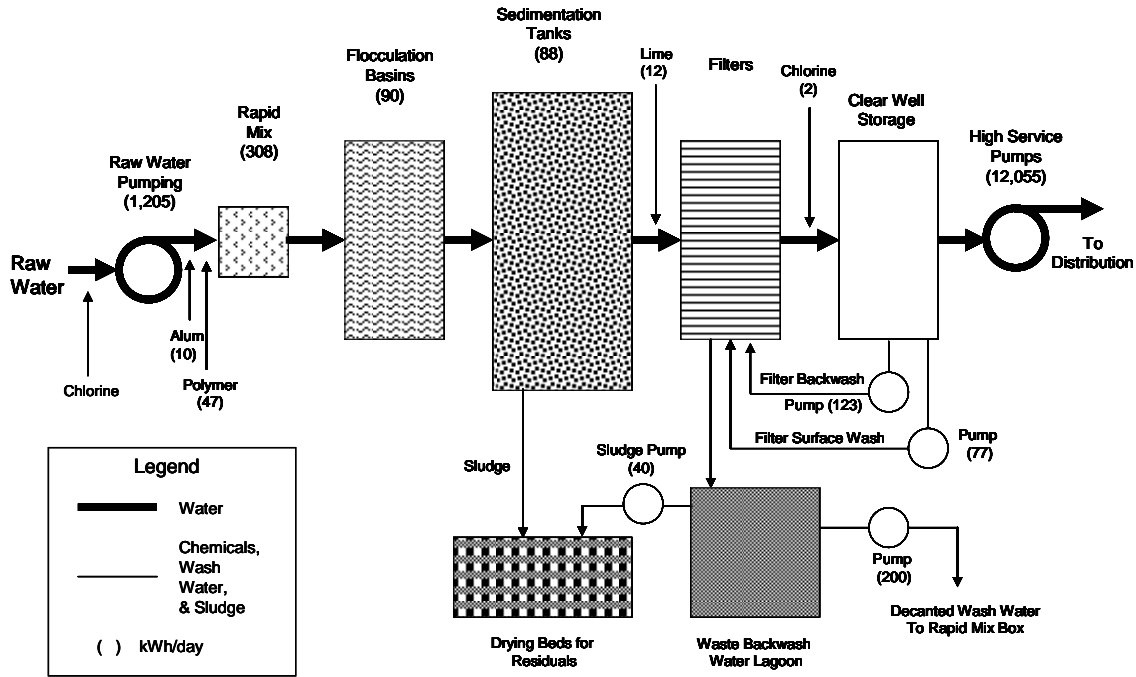 Sedimentation
Tanks
(88)
Flocculation
Basins
(90)
Lime
(12)
Filters
Chlorine
(2)
Clear Well
Storage
Rapid
Mix
(308)
High Service
Pumps
(12,055)
Raw Water
Pumping
(1,205)
Raw
Water
To
Distribution
Alum
(10)
Chlorine
Polymer
(47)
Filter Backwash
Pump (123)
Filter Surface Wash
Pump
(77)
Sludge
Sludge Pump
(40)
Pump
(200)
Decanted Wash Water
To Rapid Mix Box
Drying Beds for
Residuals
Waste Backwash
Water Lagoon
Legend
Water
Chemicals,
Wash
Water,
& Sludge
( ) kWh/day